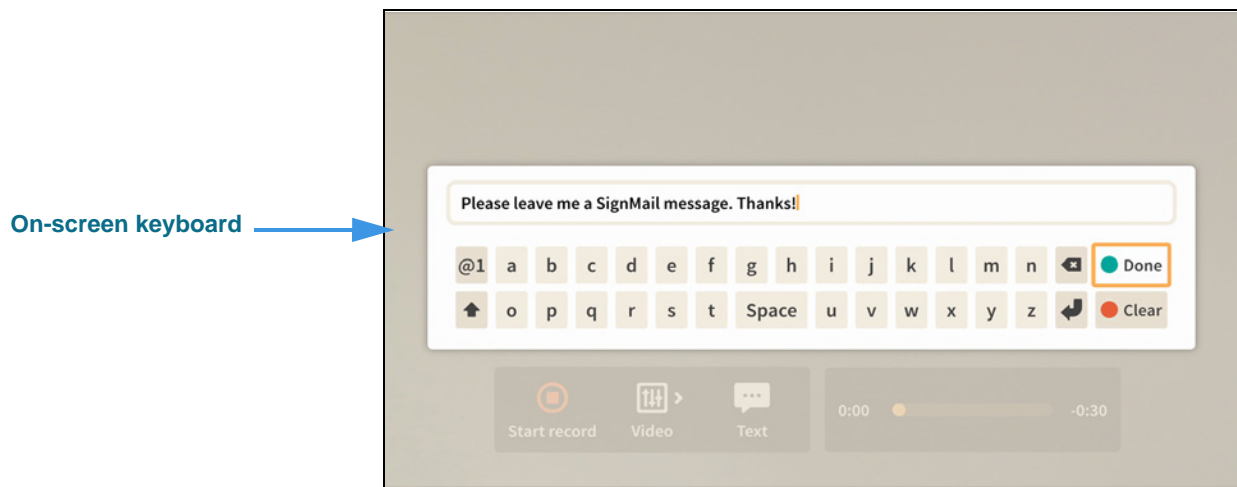 On-screen keyboard
Please leave me a SignMail message. Thanks!
@1 a b c d e f g h i j k l m n Done
o p q r s t Space u v w x y z Clear
Start record Video Text 0:00 -0:30